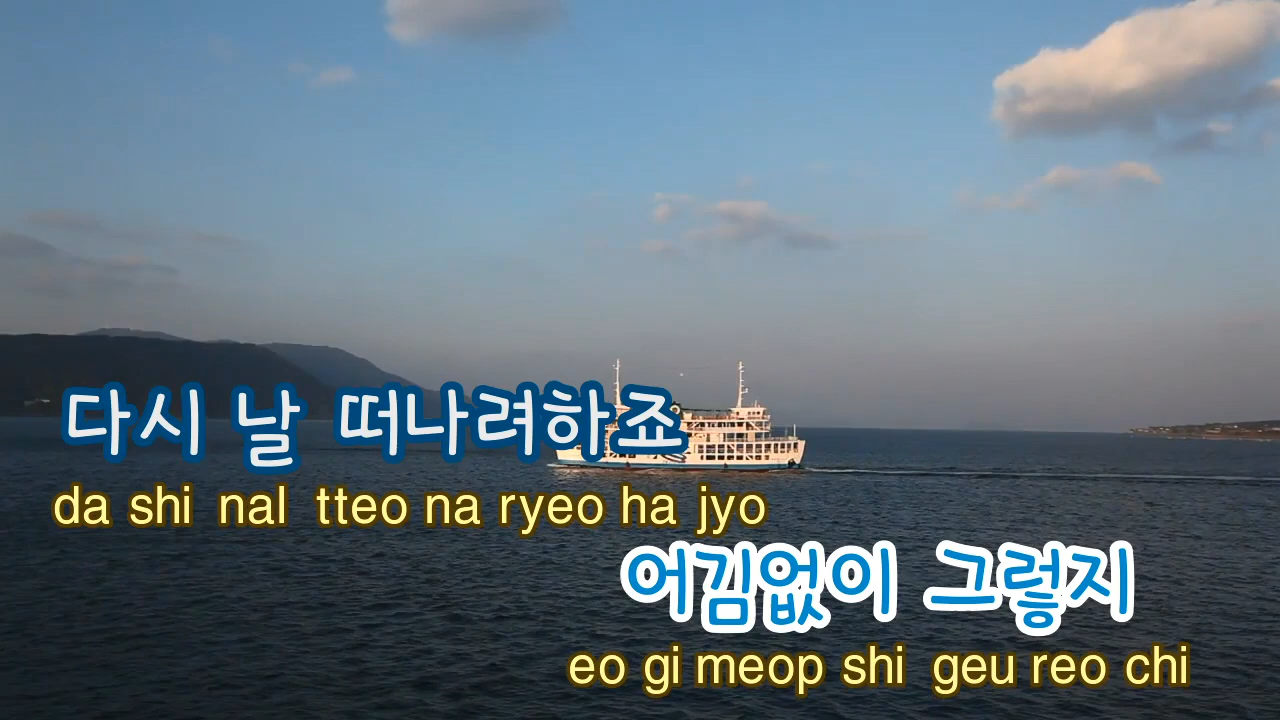 다시 날 떠나려하죠
da shi nal tteo na ryeo ha jyo
어김없이 그렇지
eo gi meop shi geu reo chi